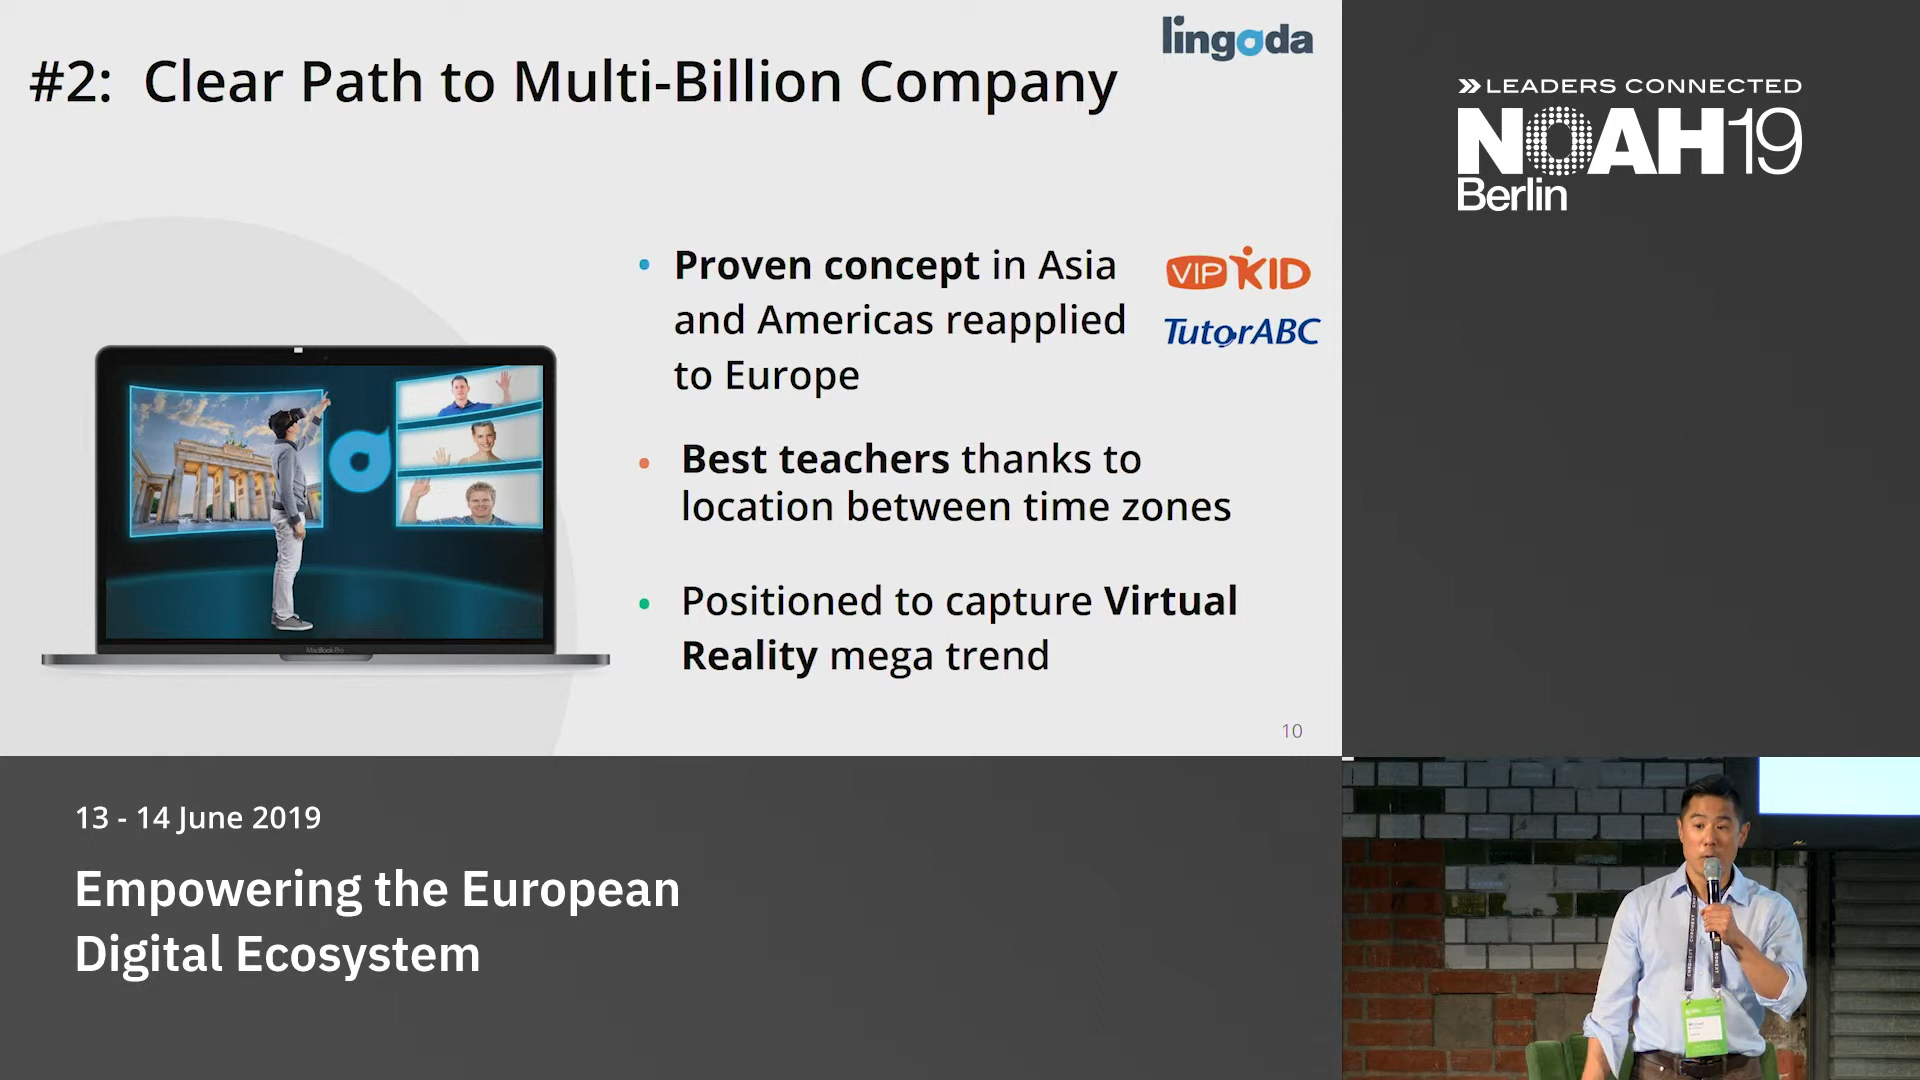 lingoda
#2: Clear Path to Multi-Billion Company
• Proven concept in Asia
and Americas reapplied
to Europe
VIPKID
TutorABC
• Best teachers thanks to
location between time zones
• Positioned to capture Virtual
Reality mega trend
MacBook Pro
10
LEADERS CONNECTED
NOAH19
Berlin
13 - 14 June 2019
Empowering the European
Digital Ecosystem